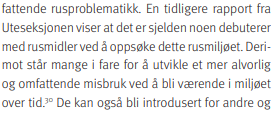 fattende rusproblematikk. En tidligere rapport fra
Uteseksjonen viser at det er sjelden noen debuterer
med rusmidler ved å oppsøke dette rusmiljøet. Deri-
mot står mange i fare for å utvikle et mer alvorlig
og omfattende misbruk ved å bli værende i miljøet
over tid.³⁰ De kan også bli introdusert for andre og